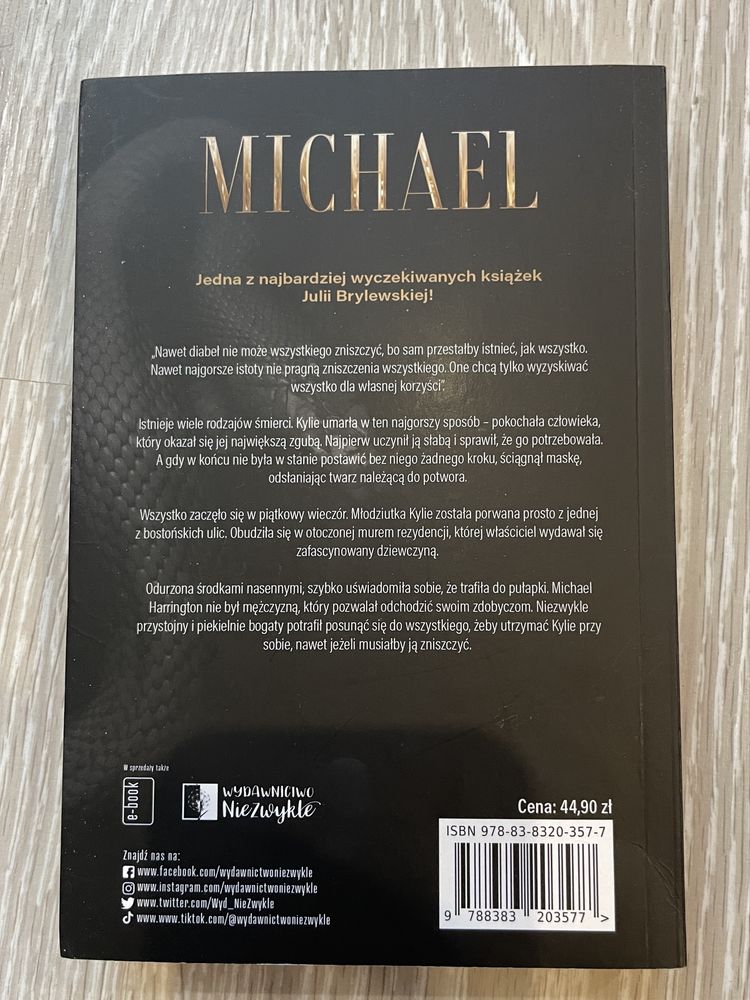 MICHAEL
Jedna z najbardziej wyczekiwanych książek
Julii Brylewskiej!
„Nawet diabeł nie może wszystkiego zniszczyć, bo sam przestałby istnieć, jak wszystko.
Nawet najgorsze istoty nie pragną zniszczenia wszystkiego. One chcą tylko wyzyskiwać
wszystko dla własnej korzyści”.
Istnieje wiele rodzajów śmierci. Kylie umarła w ten najgorszy sposób – pokochała człowieka,
który okazał się jej największą zgubą. Najpierw uczynił ją słabą i sprawił, że go potrzebowała.
A gdy w końcu nie była w stanie postawić bez niego żadnego kroku, ściągnął maskę,
odsłaniając twarz należącą do potwora.
Wszystko zaczęło się w piątkowy wieczór. Młodziutka Kylie została porwana prosto z jednej
z bostońskich ulic. Obudziła się w otoczonej murem rezydencji, której właściciel wydawał się
zafascynowany dziewczyną.
Odurzona środkami nasennymi, szybko uświadomiła sobie, że trafiła do pułapki. Michael
Harrington nie był mężczyzną, który pozwalał odchodzić swoim zdobyczom. Niezwykle
przystojny i piekielnie bogaty potrafił posunąć się do wszystkiego, żeby utrzymać Kylie przy
sobie, nawet jeżeli musiałby ją zniszczyć.
W sprzedaży także
e-book
WYDAWNICTWO
NieZwykłe
Cena: 44,90 zł
ISBN 978-83-8320-357-7
9 788383 203577 >
Znajdź nas na:
www.facebook.com/wydawnictwoniezwykle
www.instagram.com/wydawnictwoniezwykle
www.twitter.com/Wyd_NieZwykle
www.www.tiktok.com/@wydawnictwoniezwykle